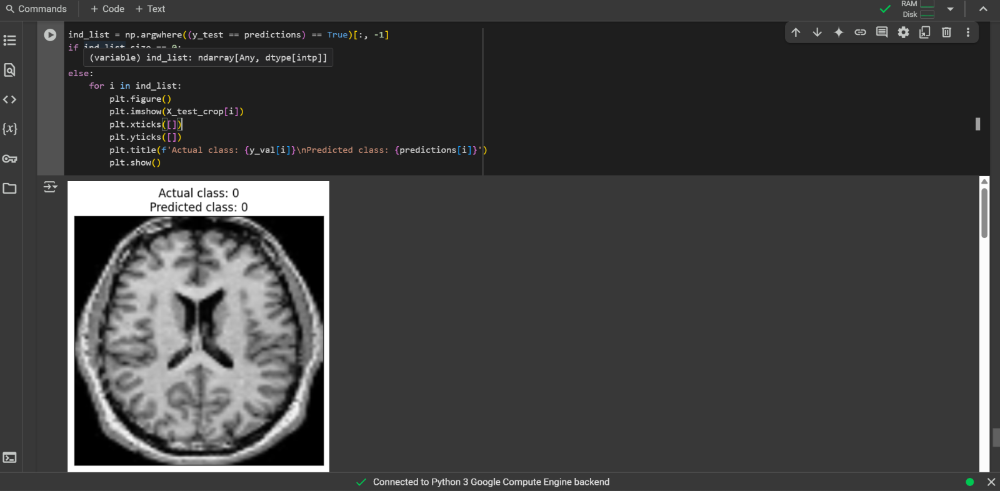 Commands + Code + Text
RAM
Disk
ind_list = np.argwhere((y_test == predictions) == True)[:, -1]
if ind_list.size == 0:
(variable) ind_list: ndarray[Any, dtype[intp]]
else:
for i in ind_list:
plt.figure()
plt.imshow(X_test_crop[i])
plt.xticks([])
plt.yticks([])
plt.title(f'Actual class: {y_val[i]}\nPredicted class: {predictions[i]}')
plt.show()
Actual class: 0
Predicted class: 0
Connected to Python 3 Google Compute Engine backend